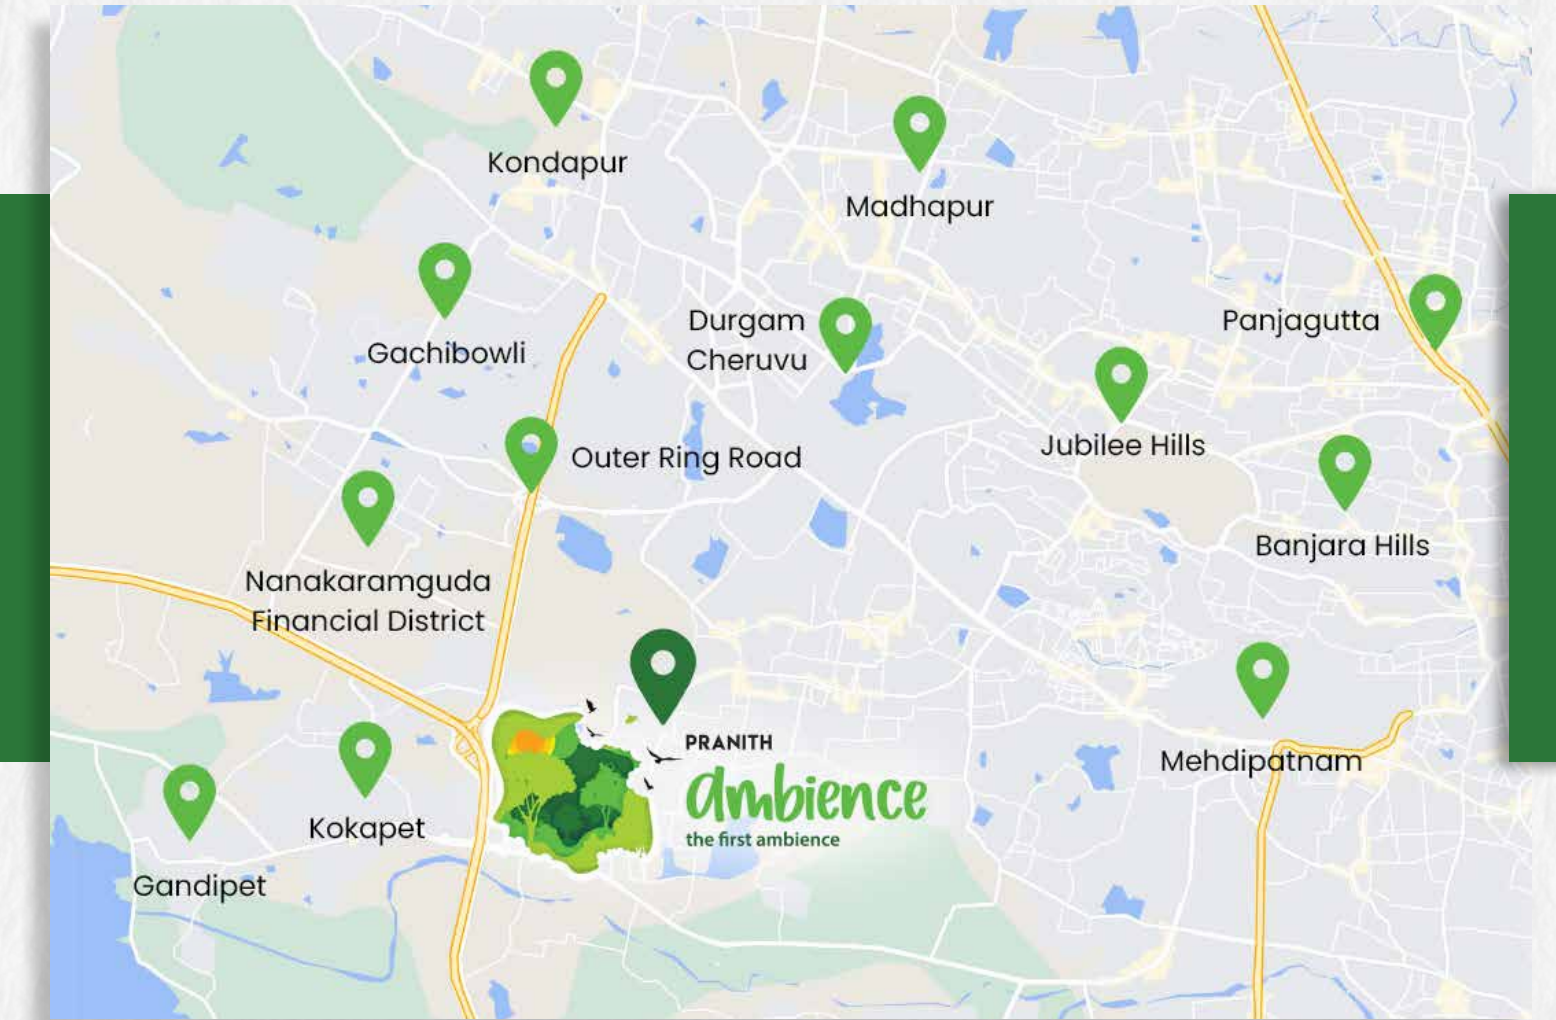 Kondapur
Madhapur
Gachibowli
Durgam
Cheruvu
Panjagutta
Jubilee Hills
Outer Ring Road
Banjara Hills
Nanakaramguda
Financial District
PRANITH
ambience
the first ambience
Mehdipatnam
Kokapet
Gandipet